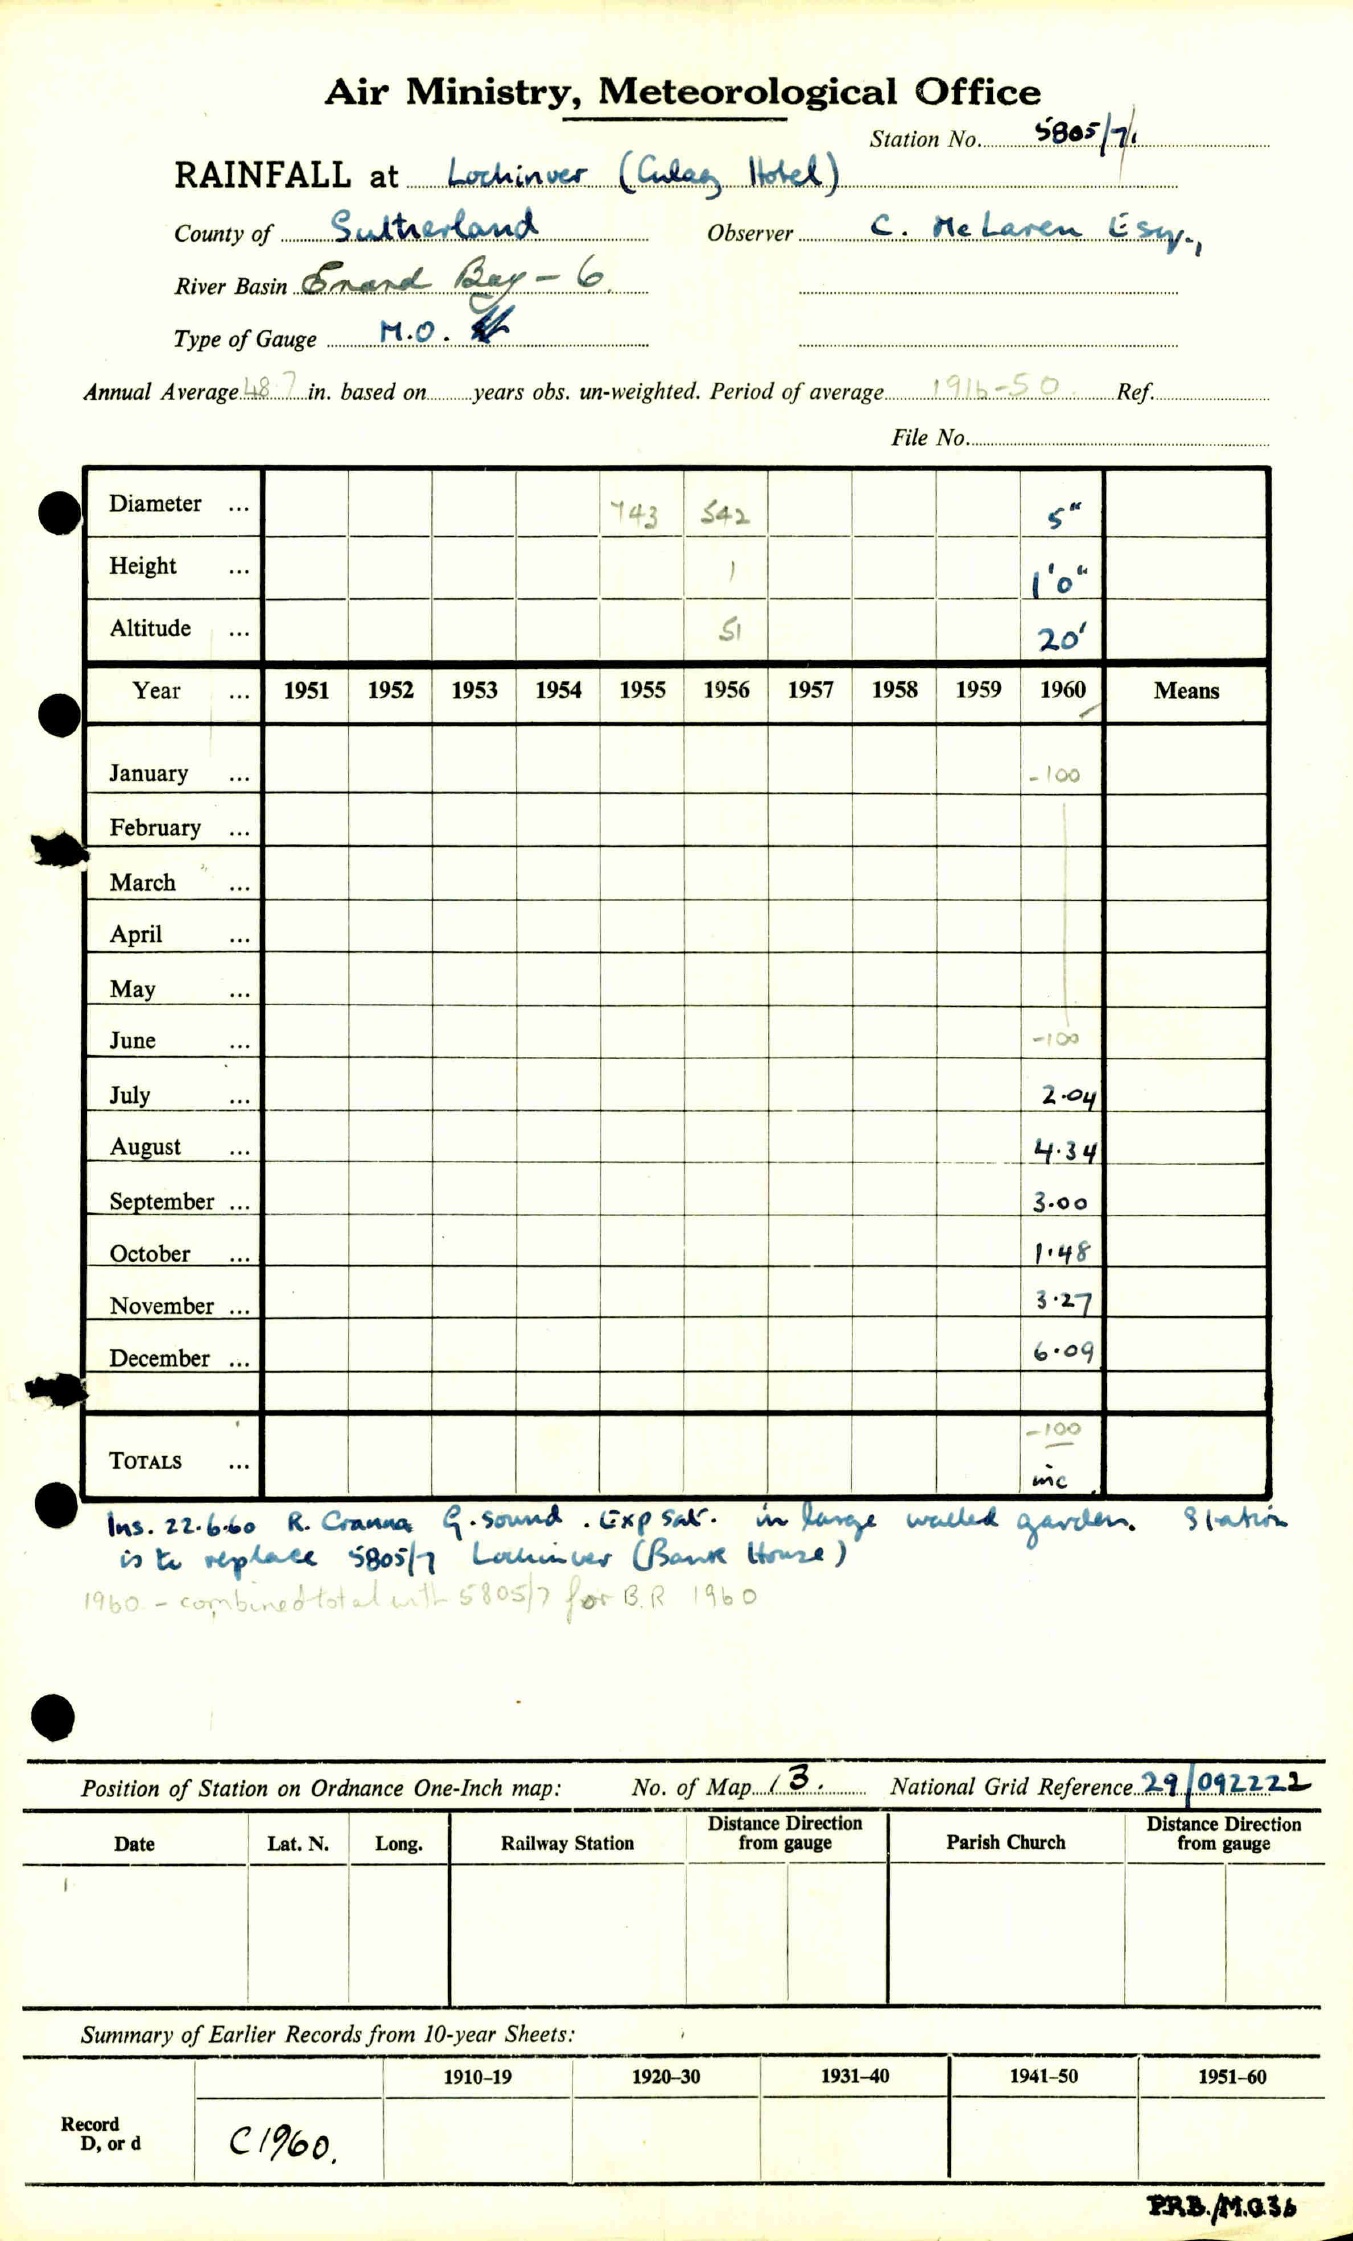 Air Ministry, Meteorological Office
Station No. 5805/7/1
RAINFALL at Lochinver (Culag Hotel)
County of Sutherland Observer C. McLaren Esq.,
River Basin Enard Bay – 6
Type of Gauge M.O.
Annual Average 48.7 in. based on years obs. un-weighted. Period of average 1916-50 Ref.
File No.
Diameter ... 743 542 5"
Height ... 1 1'0"
Altitude ... 51 20'
Year ... 1951 1952 1953 1954 1955 1956 1957 1958 1959 1960 Means
January ... -100
February ...
March ...
April ...
May ...
June ... -100
July ... 2.04
August ... 4.34
September ... 3.00
October ... 1.48
November ... 3.27
December ... 6.09
-100
TOTALS ... inc.
Ins. 22.6.60 R. Cranna G. sound. Exp sat. in large walled garden. Station
is to replace 5805/7 Lochinver (Bank House)
1960 - combined total with 5805/7 for B.R 1960
Position of Station on Ordnance One-Inch map: No. of Map 13. National Grid Reference 29/092222
Date Lat. N. Long. Railway Station Distance Direction from gauge Parish Church Distance Direction from gauge
Summary of Earlier Records from 10-year Sheets:
1910–19 1920–30 1931–40 1941–50 1951–60
Record
D, or d C1960.
P.R.B./M.O.36